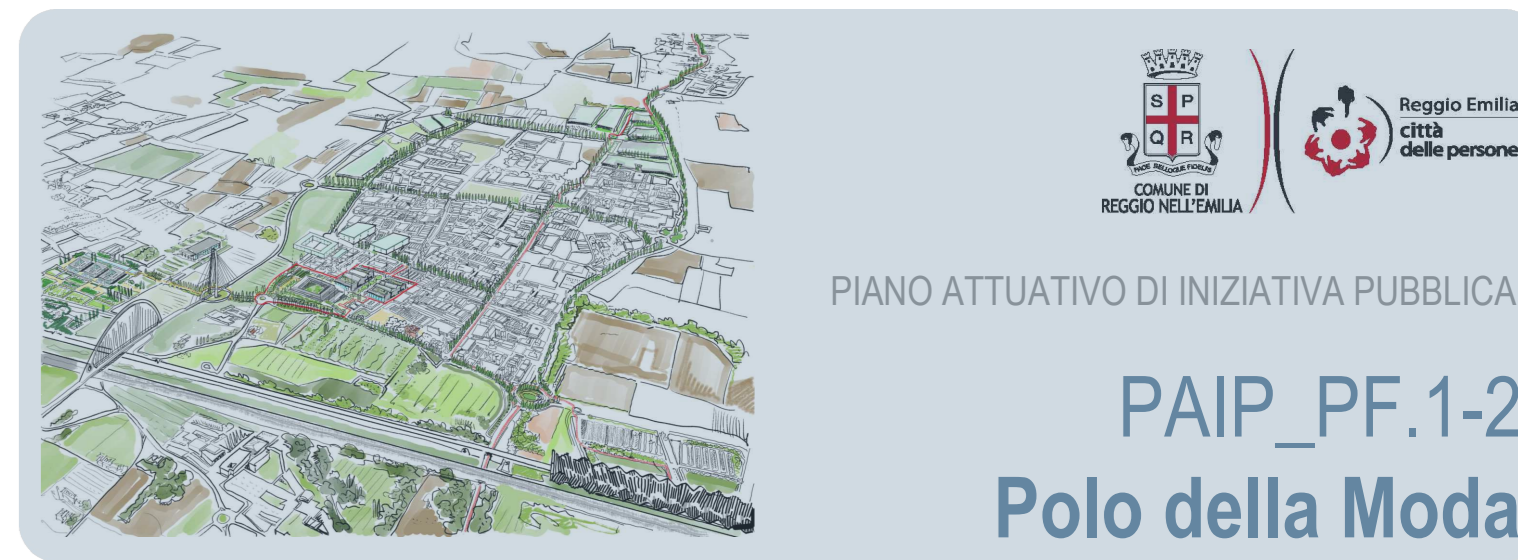 S P
Q R
PACE BELLOQUE FIDELIS
COMUNE DI
REGGIO NELL'EMILIA
Reggio Emilia
città
delle persone
PIANO ATTUATIVO DI INIZIATIVA PUBBLICA
PAIP_PF.1-2
Polo della Moda